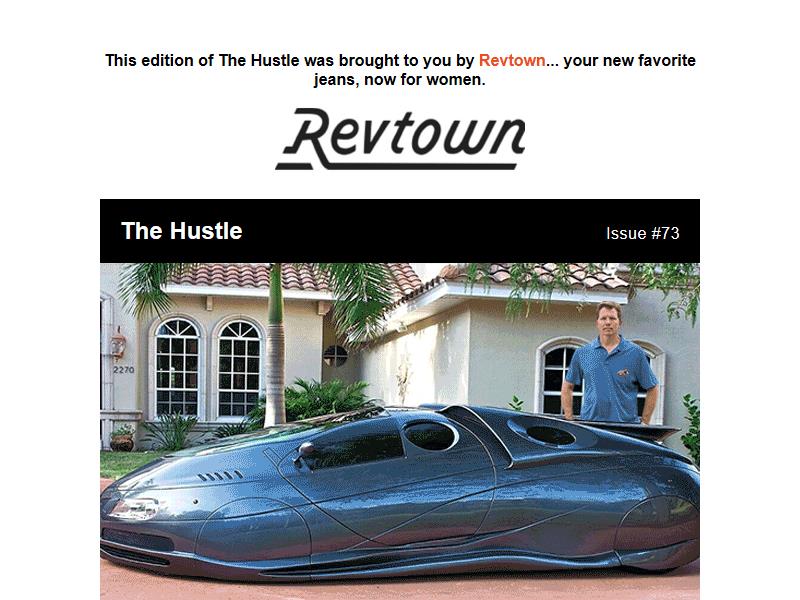 This edition of The Hustle was brought to you by Revtown... your new favorite
jeans, now for women.
Revtown
The Hustle
Issue #73
2270